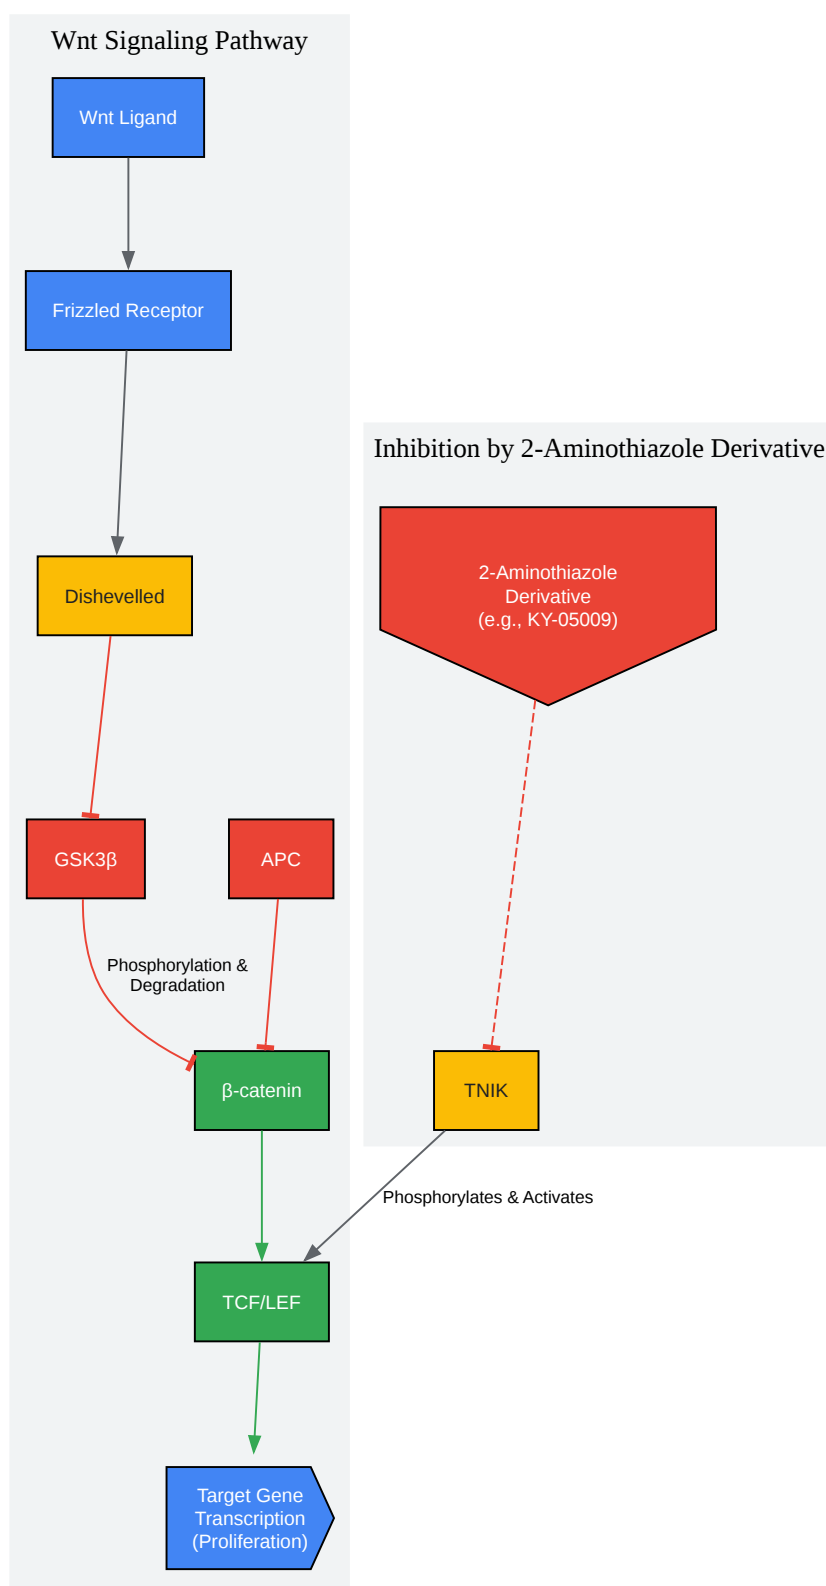 Wnt Signaling Pathway
Wnt Ligand
Frizzled Receptor
Inhibition by 2-Aminothiazole Derivative
2-Aminothiazole
Derivative
(e.g., KY-05009)
Dishevelled
GSK3β
APC
Phosphorylation &
Degradation
β-catenin
TNIK
Phosphorylates & Activates
TCF/LEF
Target Gene
Transcription
(Proliferation)